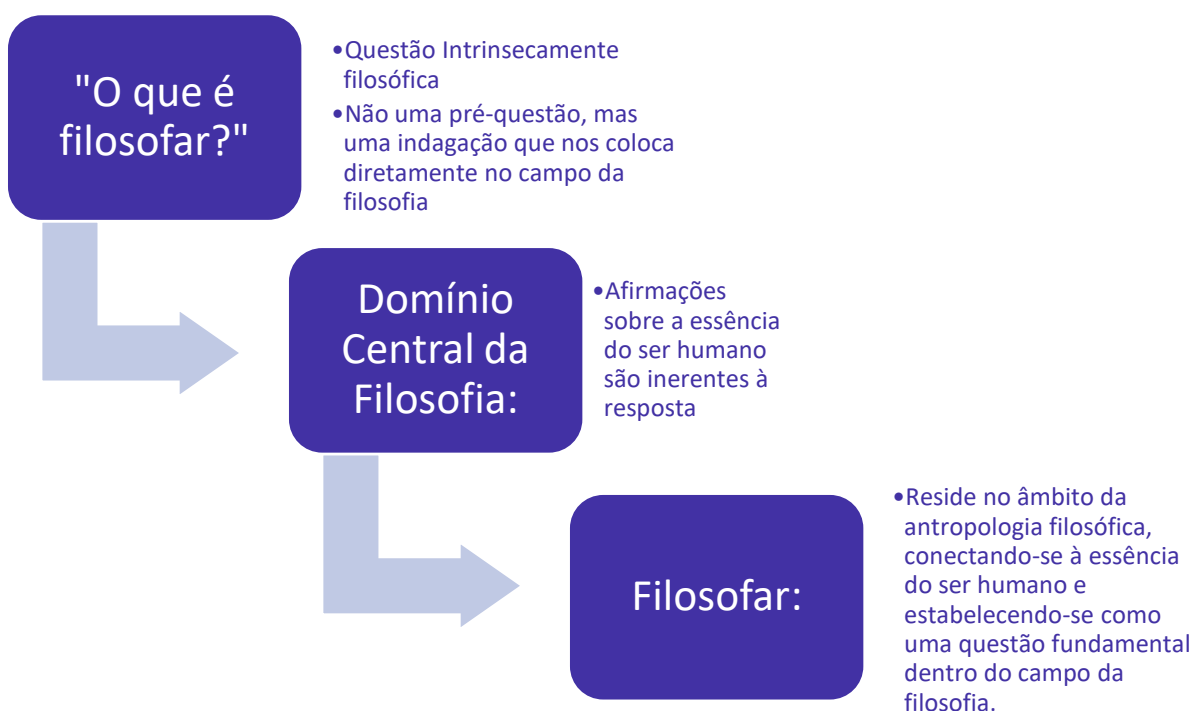 "O que é
filosofar?"
•Questão Intrinsecamente
filosófica
•Não uma pré-questão, mas
uma indagação que nos coloca
diretamente no campo da
filosofia
Domínio
Central da
Filosofia:
•Afirmações
sobre a essência
do ser humano
são inerentes à
resposta
Filosofar:
•Reside no âmbito da
antropologia filosófica,
conectando-se à essência
do ser humano e
estabelecendo-se como
uma questão fundamental
dentro do campo da
filosofia.